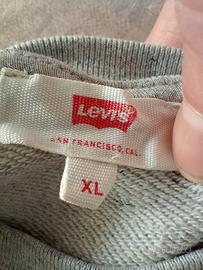 Levi's
SAN FRANCISCO, CAL.
XL